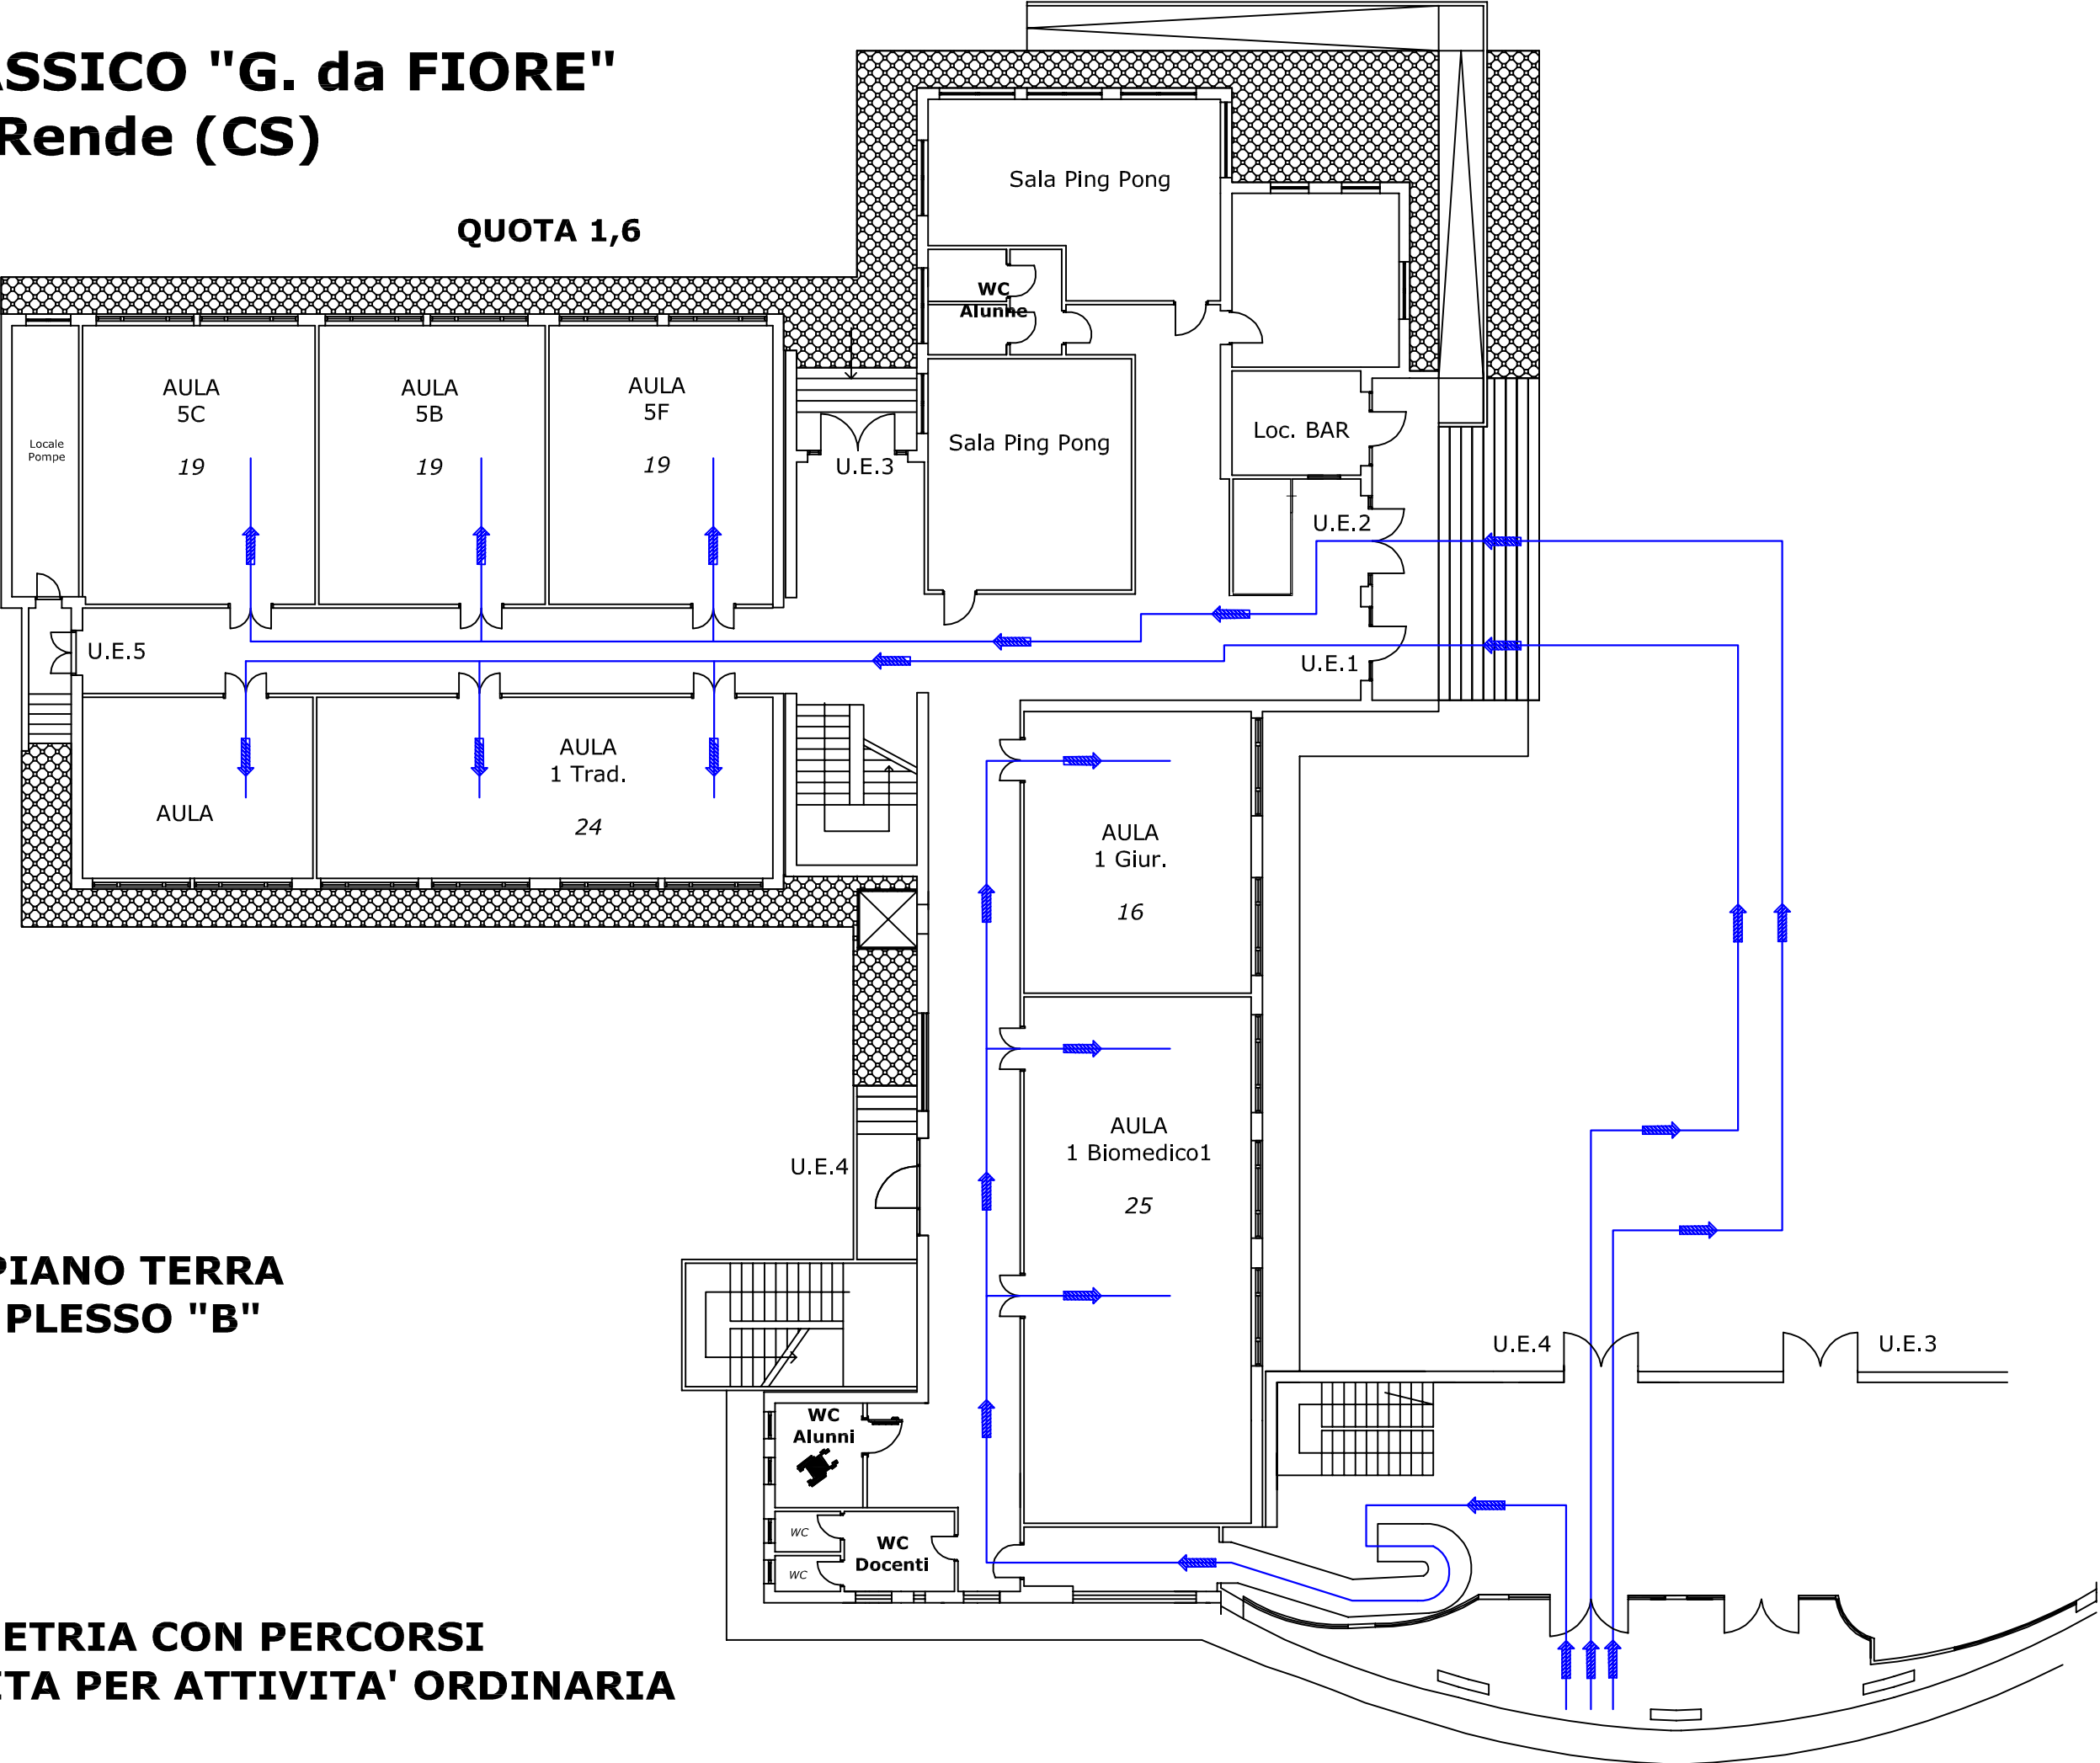 ASSICO "G. da FIORE"
Rende (CS)
QUOTA 1,6
Sala Ping Pong
WC
Alunne
AULA
5C
19
AULA
5B
19
AULA
5F
19
Locale
Pompe
U.E.3
Sala Ping Pong
Loc. BAR
U.E.2
U.E.5
U.E.1
AULA
AULA
1 Trad.
24
AULA
1 Giur.
16
AULA
1 Biomedico1
25
U.E.4
PIANO TERRA
PLESSO "B"
U.E.4
U.E.3
WC
Alunni
WC
WC
WC
Docenti
ETRIA CON PERCORSI
ITA PER ATTIVITA' ORDINARIA